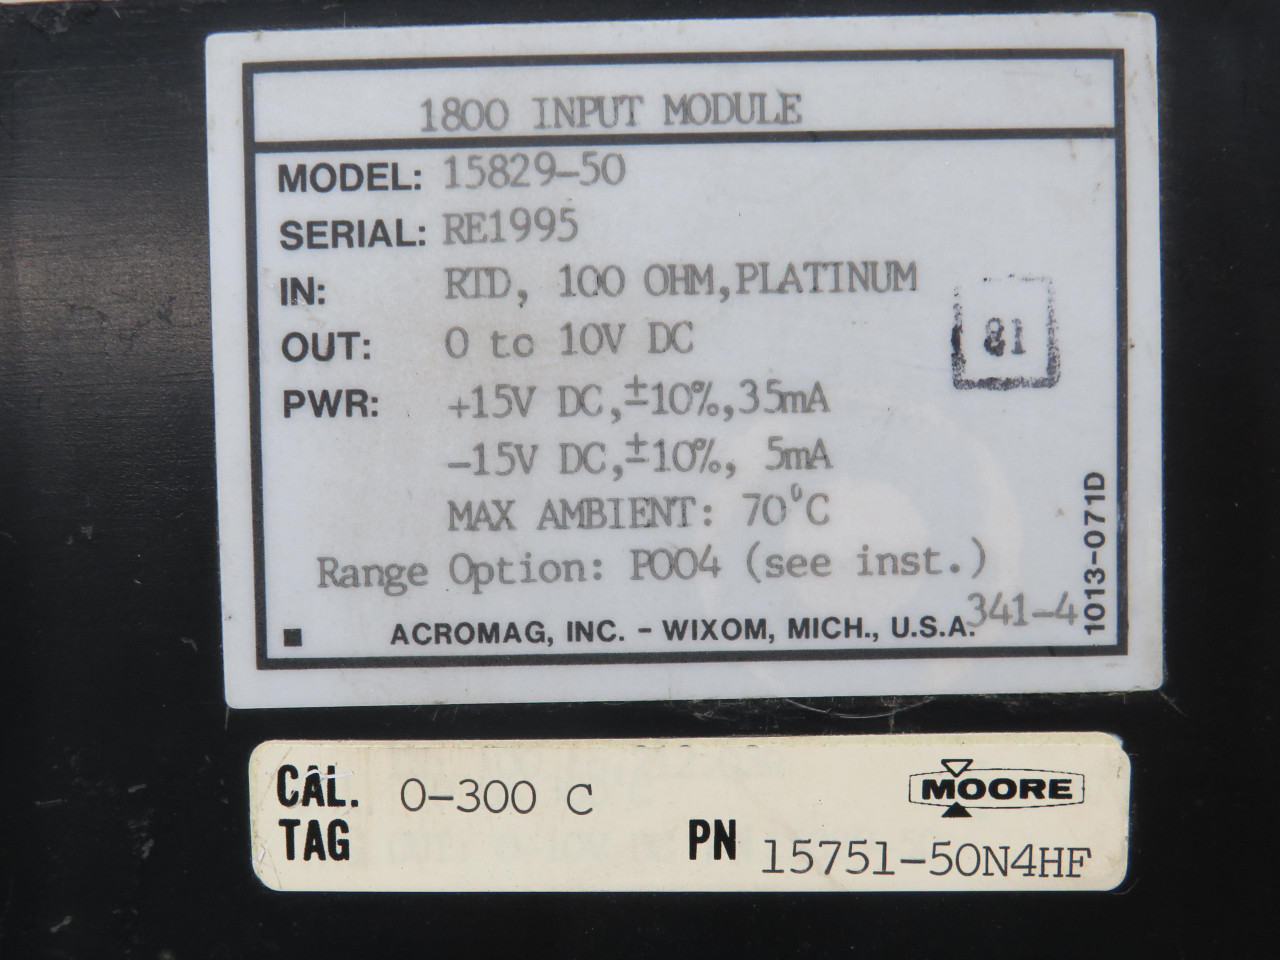 1800 INPUT MODULE
MODEL: 15829-50
SERIAL: RE1995
IN: RTD, 100 OHM,PLATINUM
OUT: 0 to 10V DC
81
PWR: +15V DC,±10%,35mA
-15V DC,±10%, 5mA
MAX AMBIENT: 70°C
Range Option: P004 (see inst.)
341-4
ACROMAG, INC. - WIXOM, MICH., U.S.A.
1013-071D
CAL. 0-300 C
MOORE
TAG
PN 15751-50N4HF